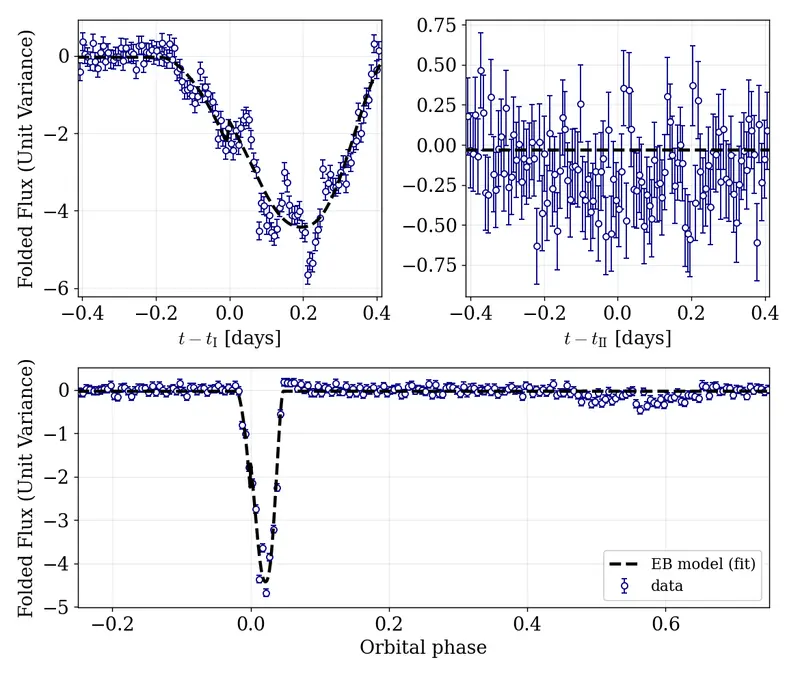 Folded Flux (Unit Variance)
0
−2
−4
−6
−0.4 −0.2 0.0 0.2 0.4
t − tI [days]
0.75
0.50
0.25
0.00
−0.25
−0.50
−0.75
−0.4 −0.2 0.0 0.2 0.4
t − tII [days]
Folded Flux (Unit Variance)
0
−1
−2
−3
−4
−5
−0.2 0.0 0.2 0.4 0.6
Orbital phase
EB model (fit)
data